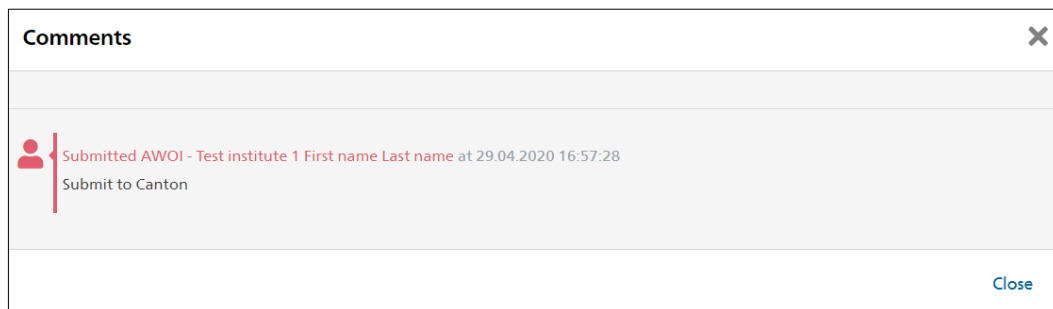 Comments
Submitted AWOI - Test institute 1 First name Last name at 29.04.2020 16:57:28
Submit to Canton
Close